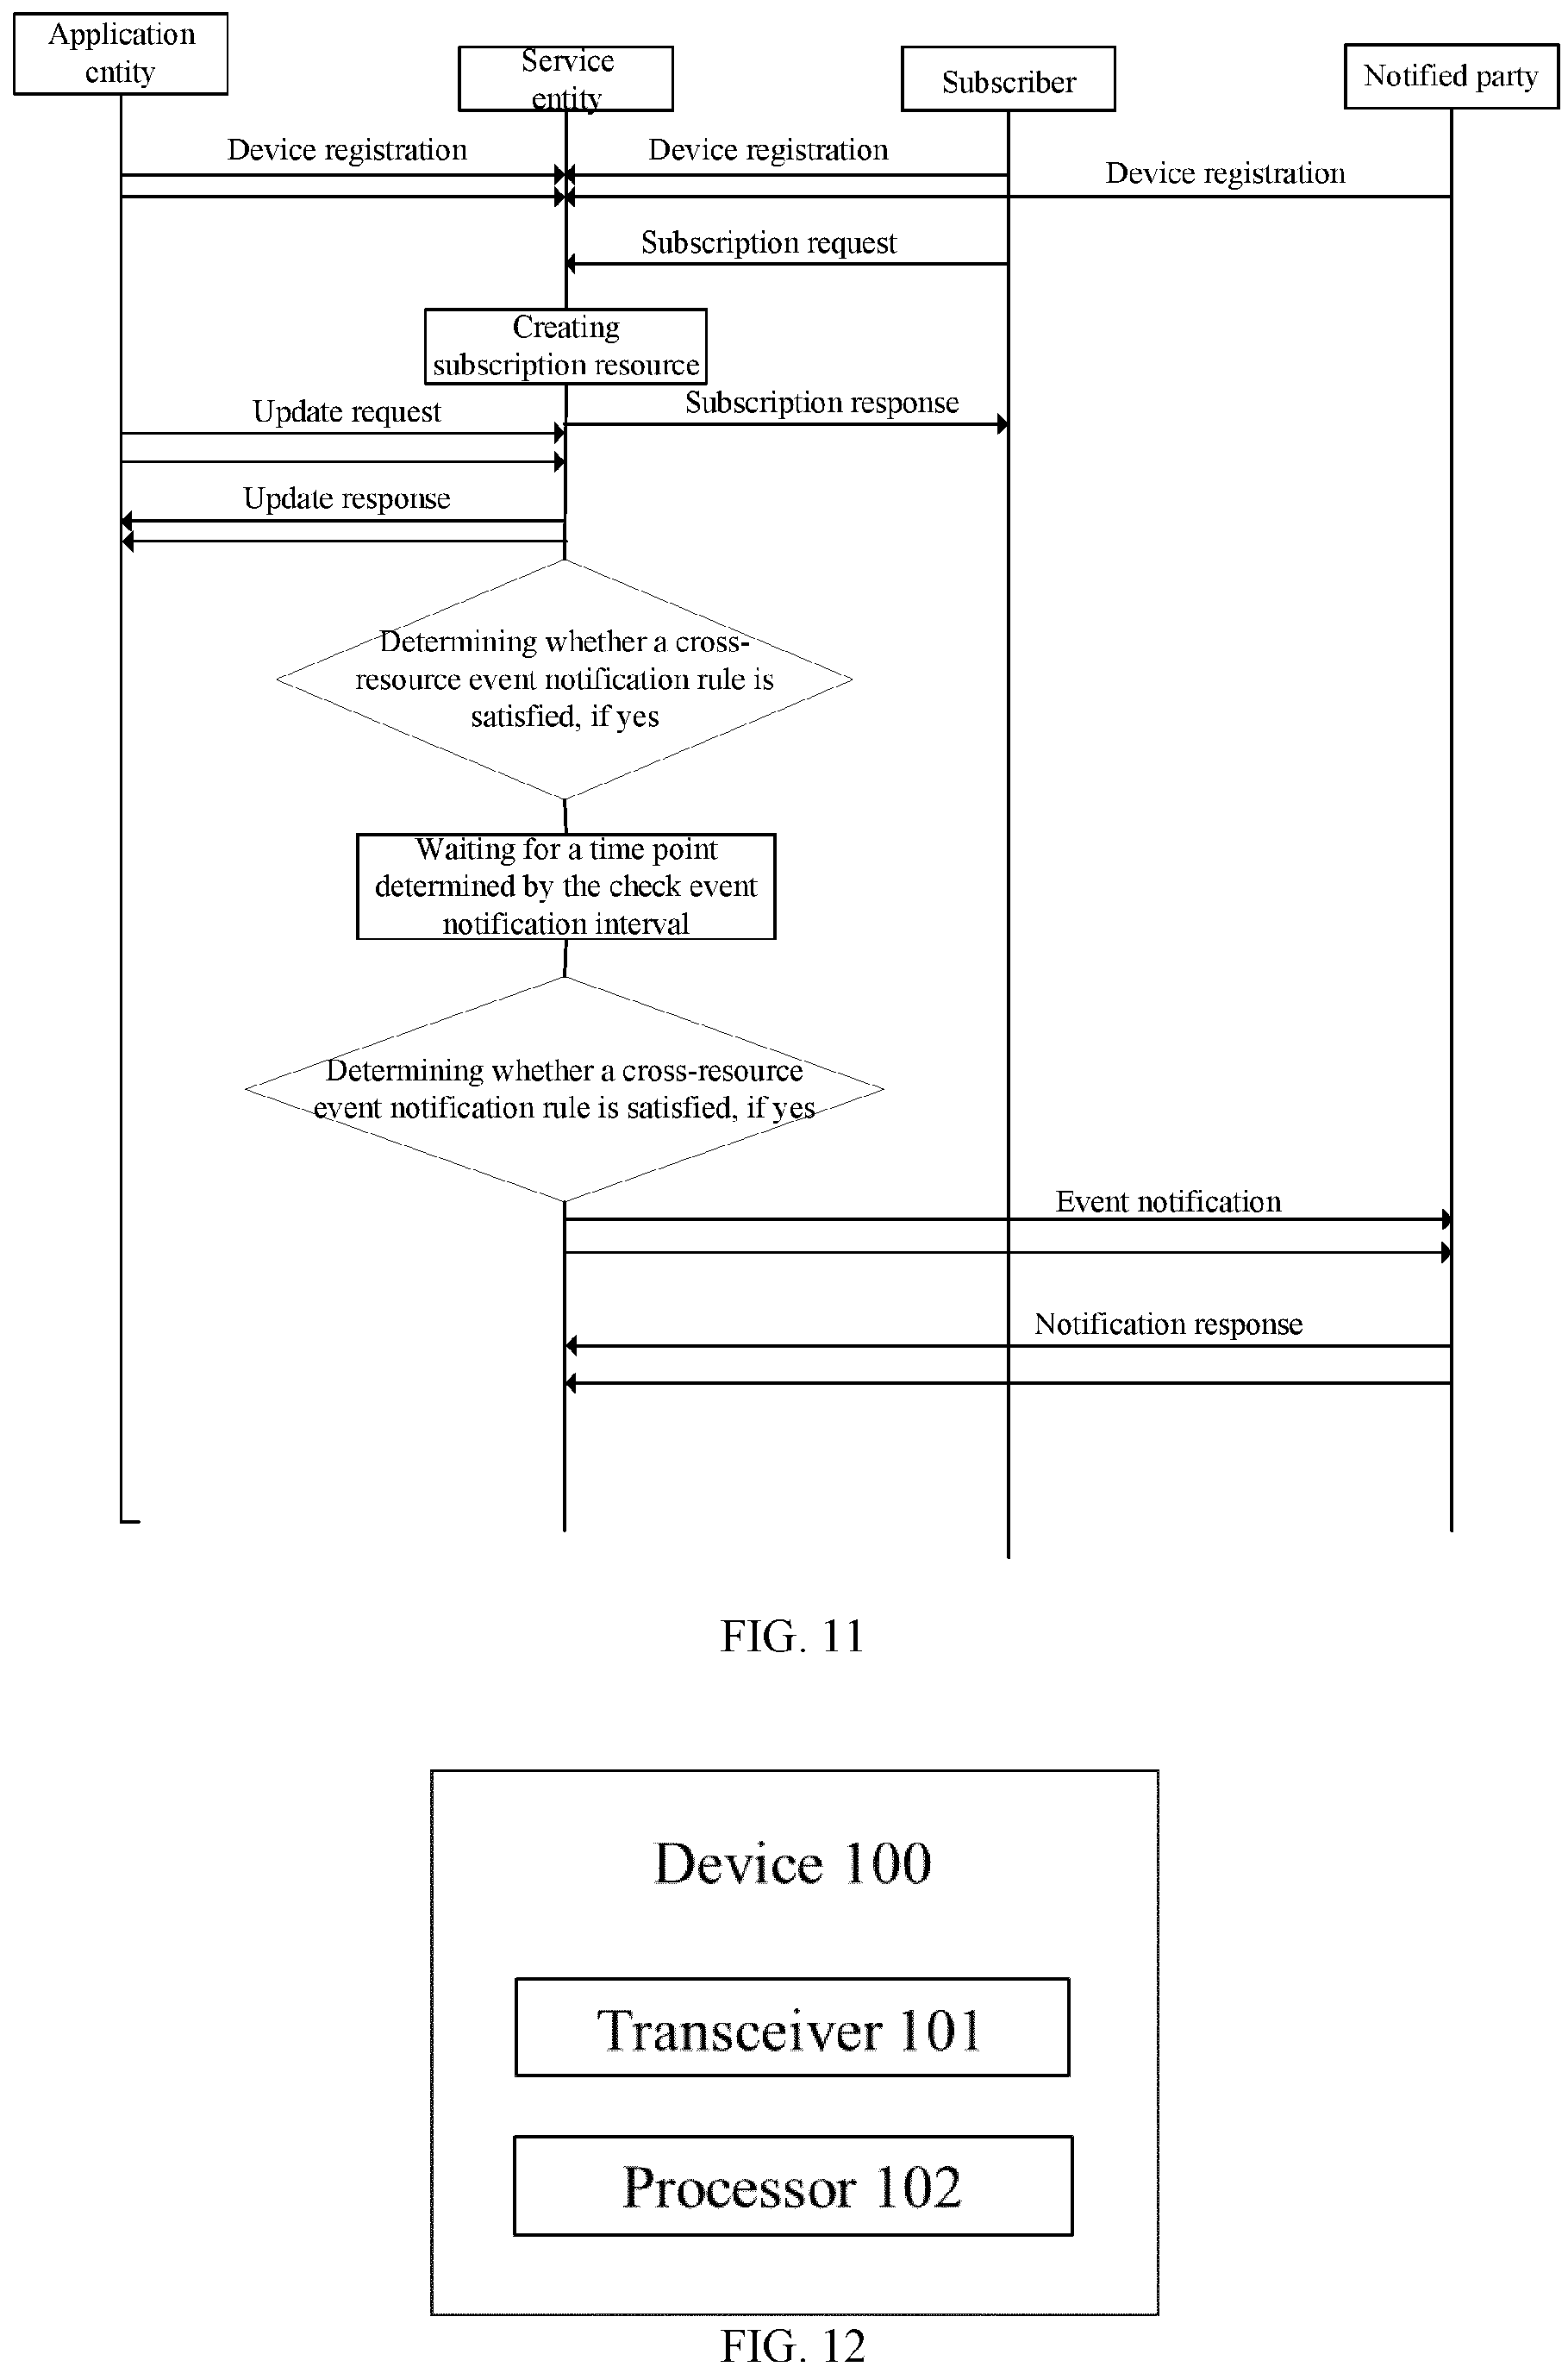 Application
entity
Service
entity
Subscriber
Notified party
Device registration
Device registration
Device registration
Subscription request
Creating
subscription resource
Update request
Subscription response
Update response
Determining whether a cross-
resource event notification rule is
satisfied, if yes
Waiting for a time point
determined by the check event
notification interval
Determining whether a cross-resource
event notification rule is satisfied, if yes
Event notification
Notification response
FIG. 11
Device 100
Transceiver 101
Processor 102
FIG. 12